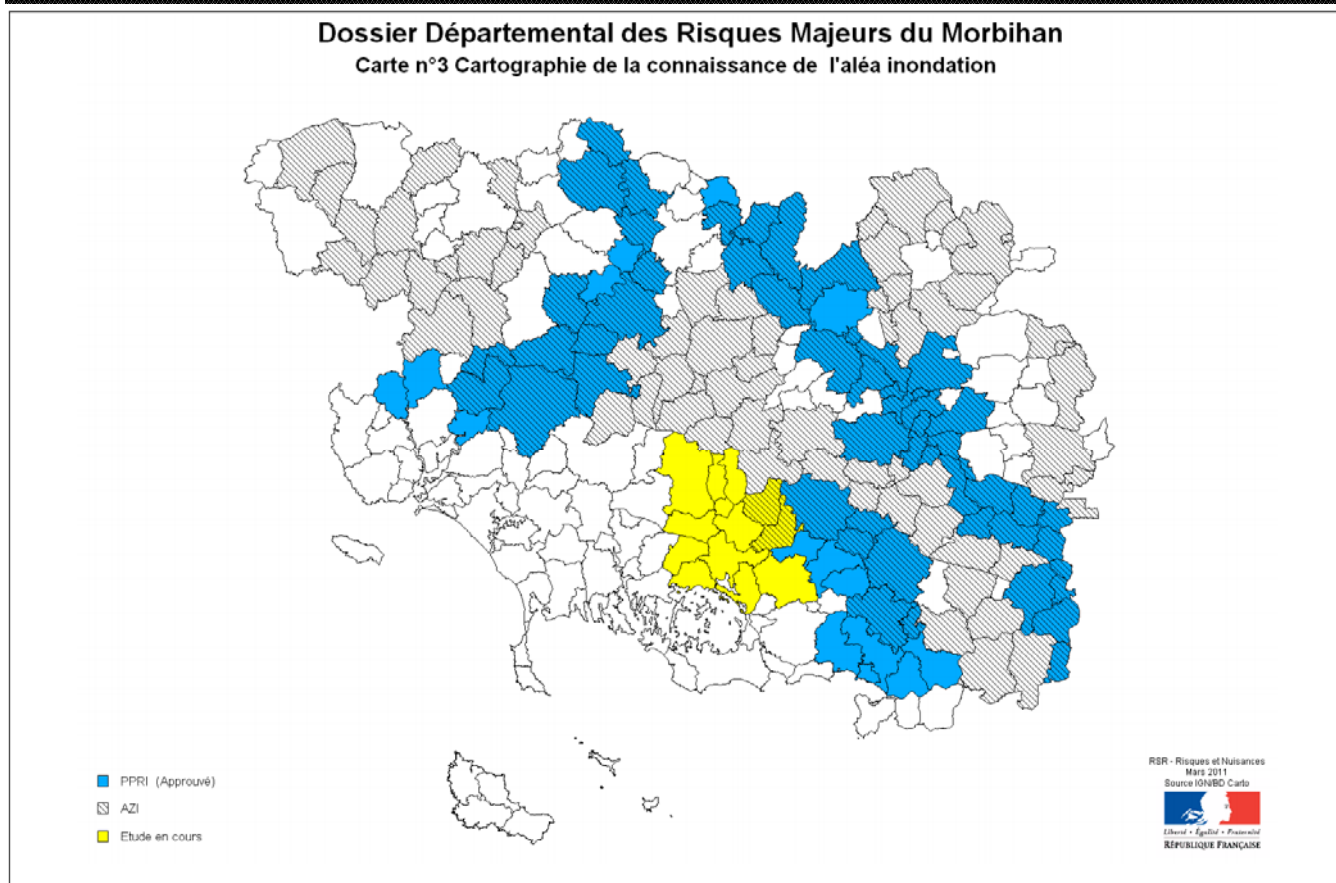 Dossier Départemental des Risques Majeurs du Morbihan
Carte n°3 Cartographie de la connaissance de l'aléa inondation
PPRI (Approuvé)
AZI
Etude en cours
RSR - Risques et Nuisances
Mars 2011
Source IGN/BD Carto
Liberté • Égalité • Fraternité
RÉPUBLIQUE FRANÇAISE